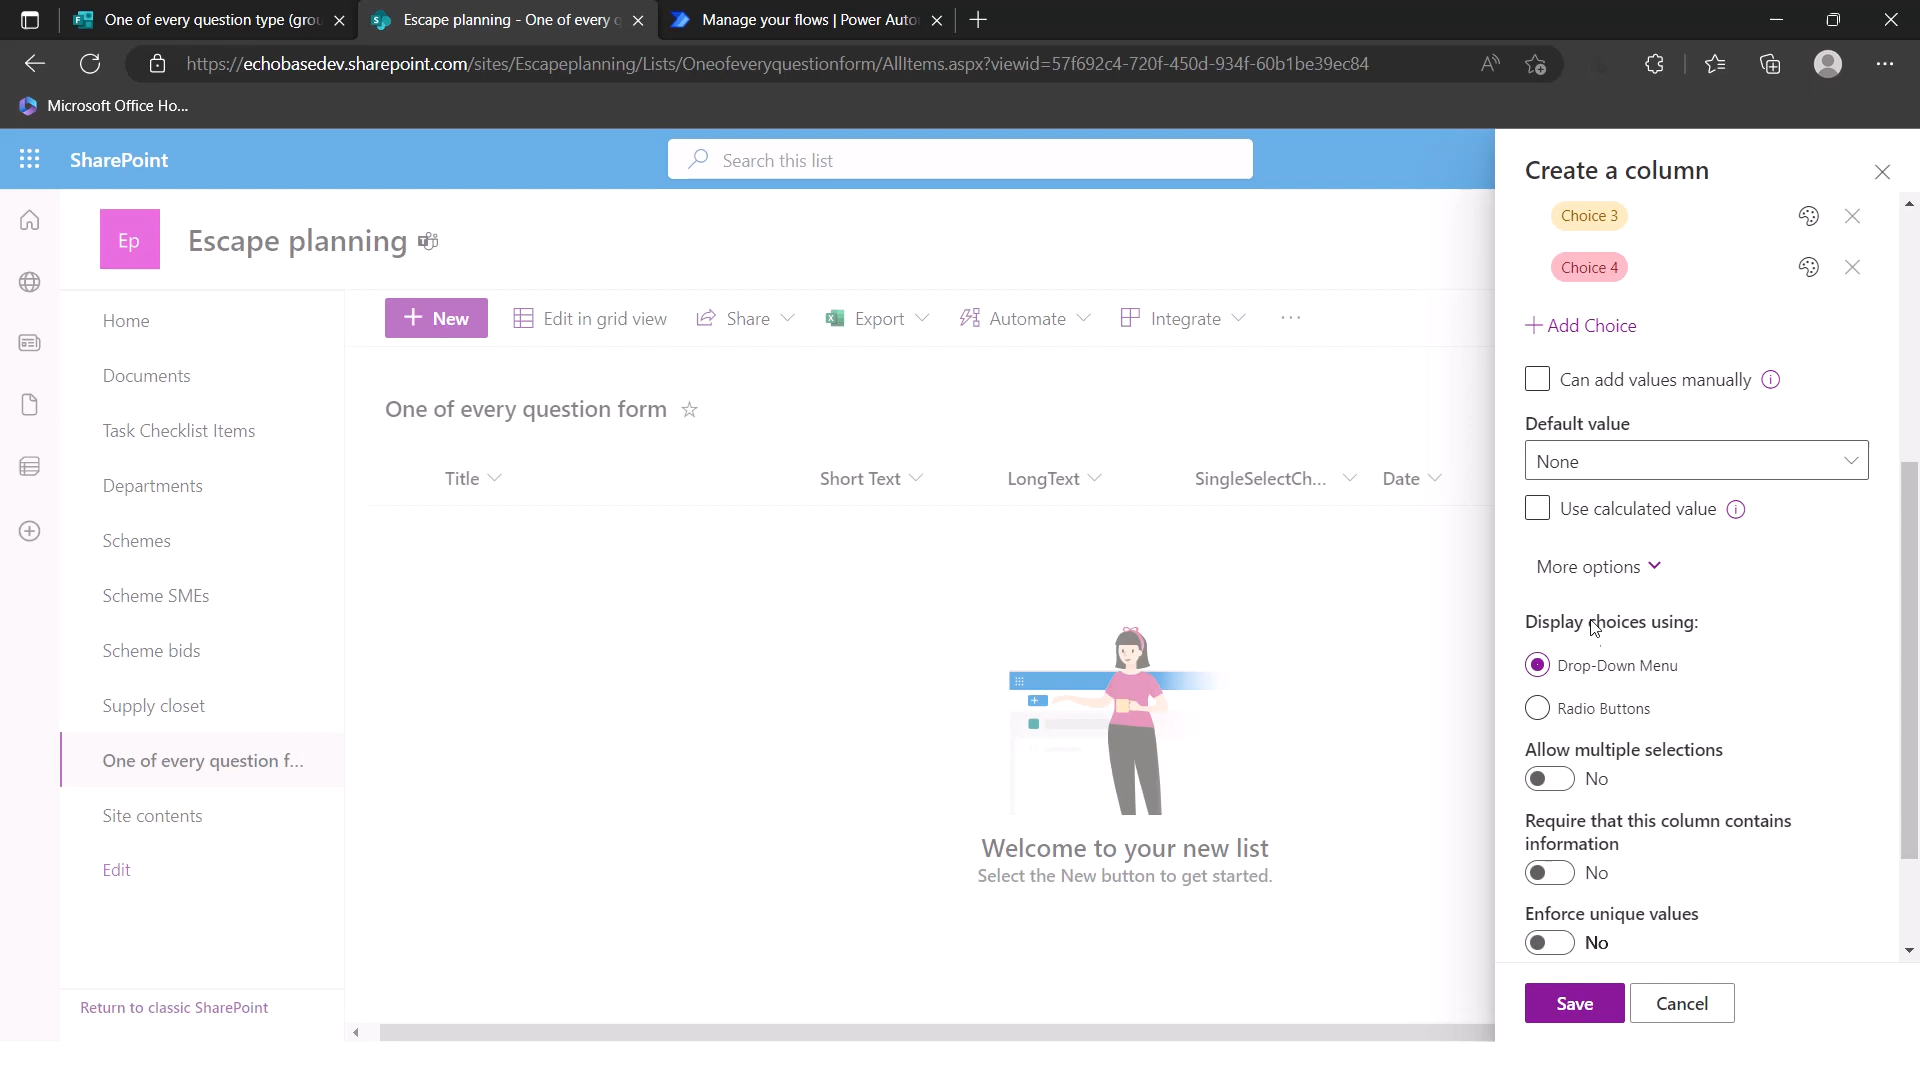 One of every question type (grou
Escape planning - One of every q
Manage your flows | Power Auto
https://echobasedev.sharepoint.com/sites/Escapeplanning/Lists/Oneofeveryquestionform/AllItems.aspx?viewid=57f692c4-720f-450d-934f-60b1be39ec84
Microsoft Office Ho...
SharePoint
Search this list
Ep
Escape planning
New
Edit in grid view
Share
Export
Automate
Integrate
Home
Documents
Task Checklist Items
Departments
Schemes
Scheme SMEs
Scheme bids
Supply closet
One of every question f...
Site contents
Edit
Return to classic SharePoint
One of every question form
Title
Short Text
LongText
SingleSelectCh...
Date
Welcome to your new list
Select the New button to get started.
Create a column
Choice 3
Choice 4
Add Choice
Can add values manually
Default value
None
Use calculated value
More options
Display choices using:
Drop-Down Menu
Radio Buttons
Allow multiple selections
No
Require that this column contains
information
No
Enforce unique values
No
Save
Cancel